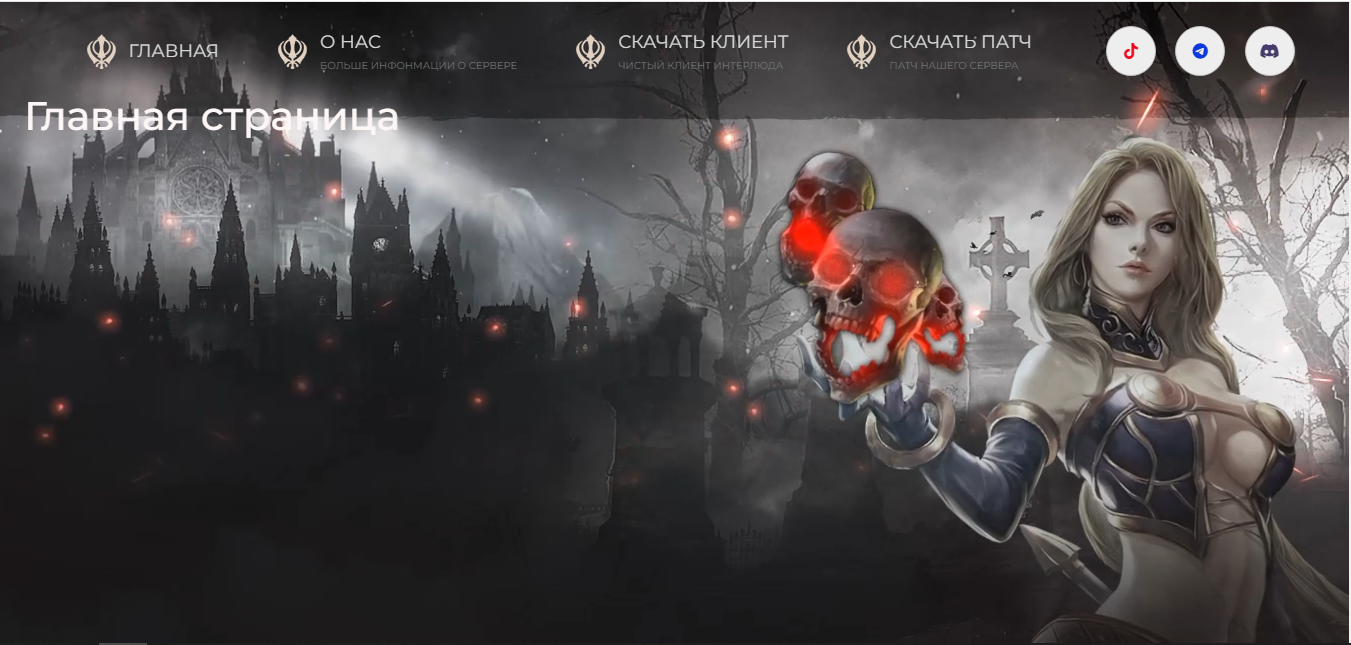 ГЛАВНАЯ
О НАС
БОЛЬШЕ ИНФОНМАЦИИ О СЕРВЕРЕ
СКАЧАТЬ КЛИЕНТ
ЧИСТЫЙ КЛИЕНТ ИНТЕРЛЮДА
СКАЧАТЬ ПАТЧ
ПАТЧ НАШЕГО СЕРВЕРА
Главная страница